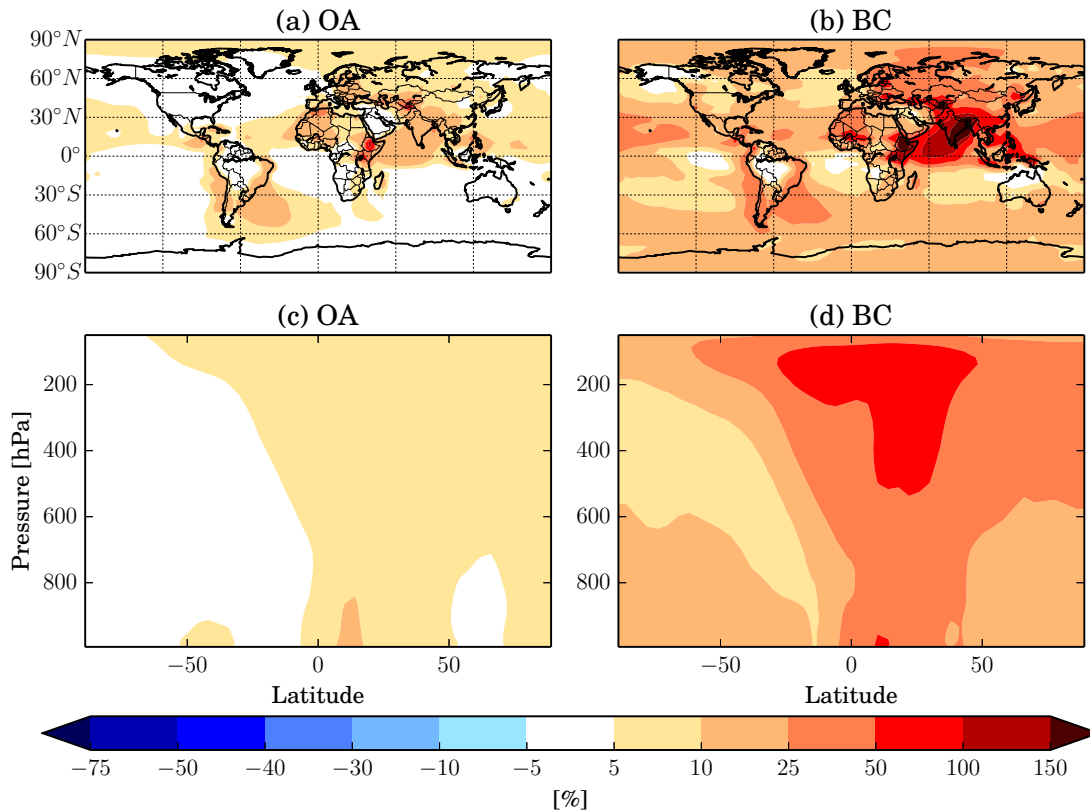 (a) OA
(b) BC
90°N
60°N
30°N
0°
30°S
60°S
90°S
(c) OA
(d) BC
Pressure [hPa]
200
400
600
800
−50 0 50
−50 0 50
Latitude
Latitude
−75 −50 −40 −30 −10 −5 5 10 25 50 100 150
[%]